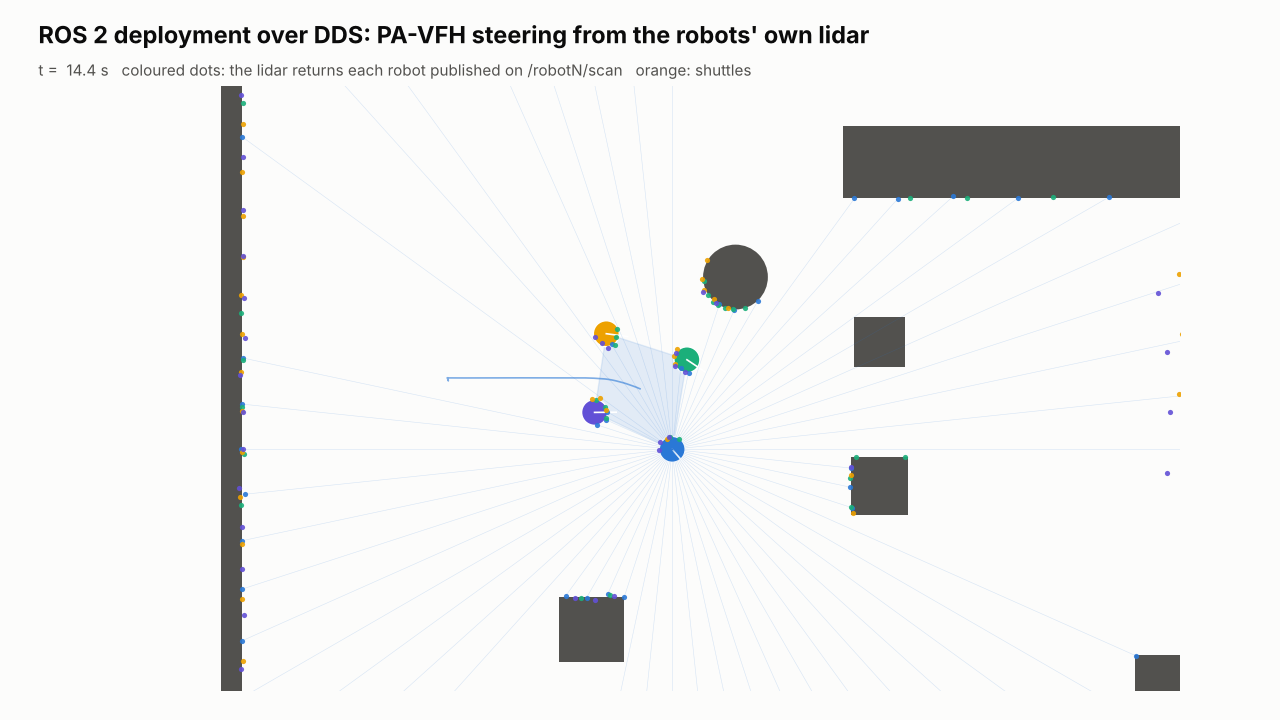 ROS 2 deployment over DDS: PA-VFH steering from the robots' own lidar
t =  14.4 s   coloured dots: the lidar returns each robot published on /robotN/scan   orange: shuttles